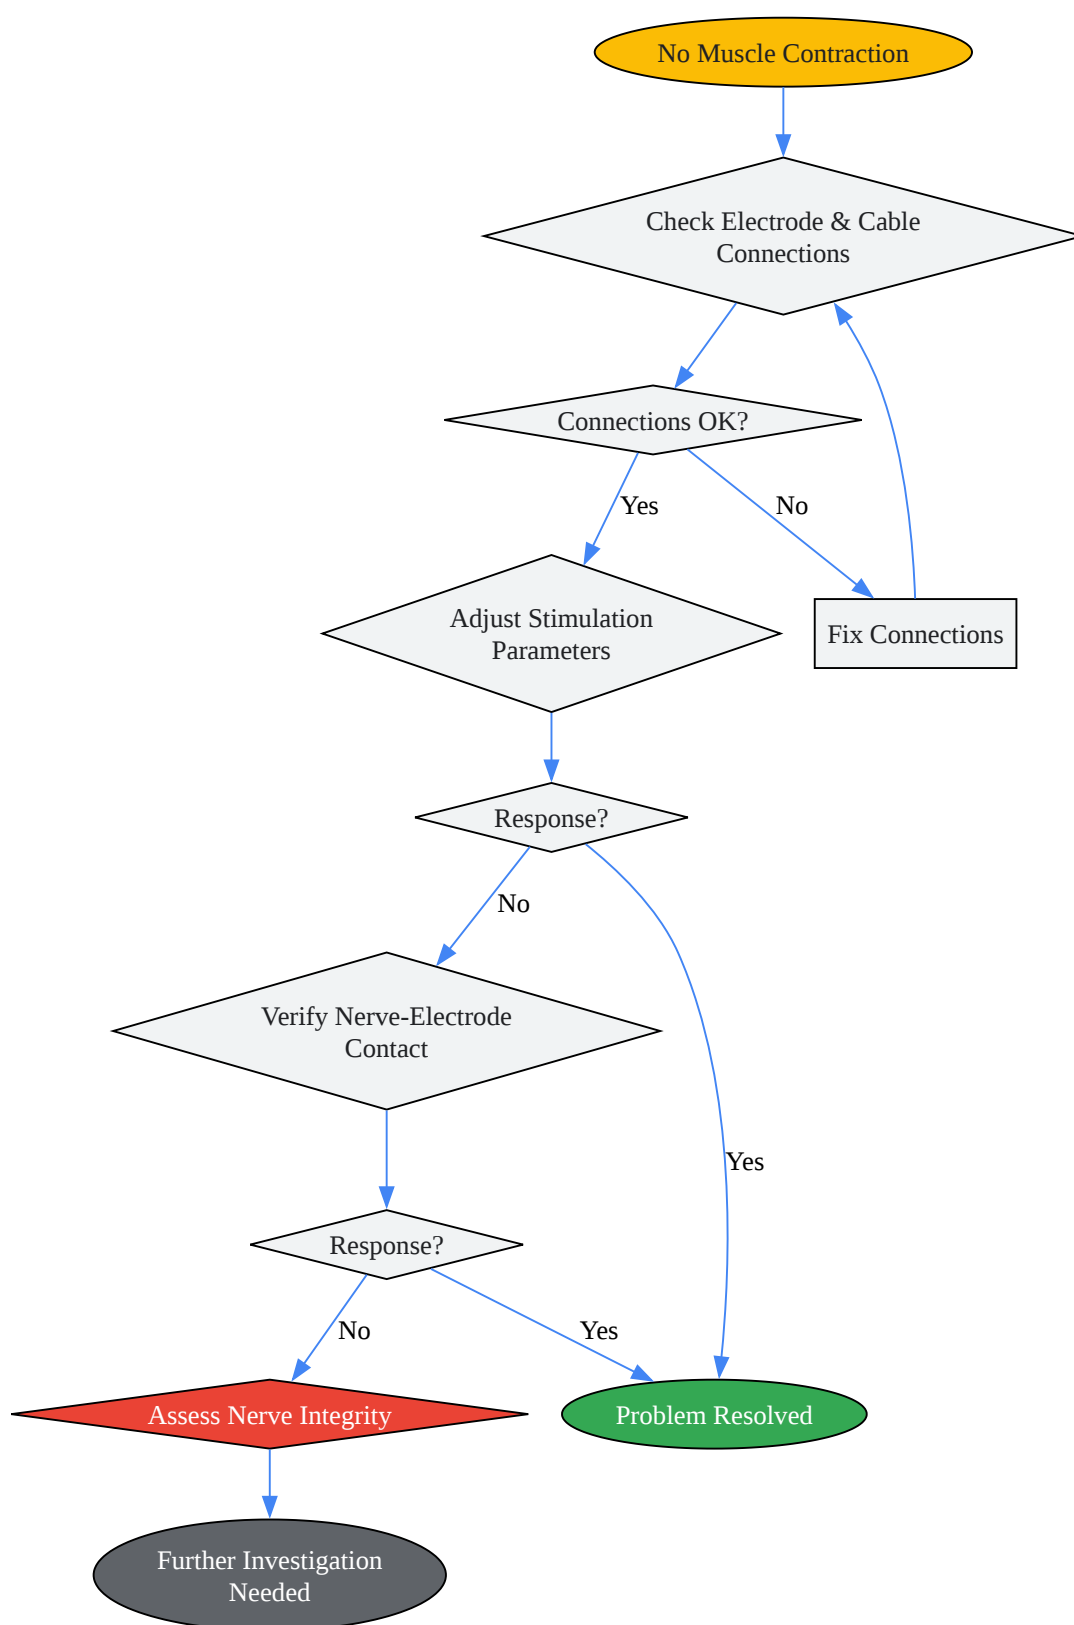 No Muscle Contraction
Check Electrode & Cable
Connections
Connections OK?
Yes
No
Adjust Stimulation
Parameters
Fix Connections
Response?
No
Verify Nerve-Electrode
Contact
Yes
Response?
No
Yes
Assess Nerve Integrity
Problem Resolved
Further Investigation
Needed